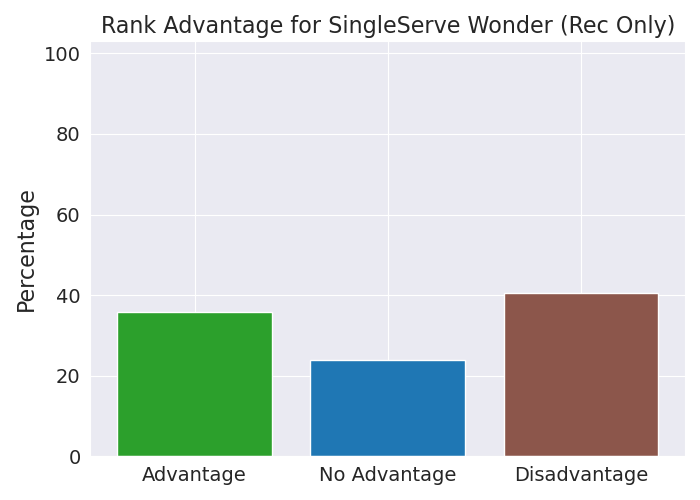 Rank Advantage for SingleServe Wonder (Rec Only)
100
80
60
40
20
0
Percentage
Advantage
No Advantage
Disadvantage